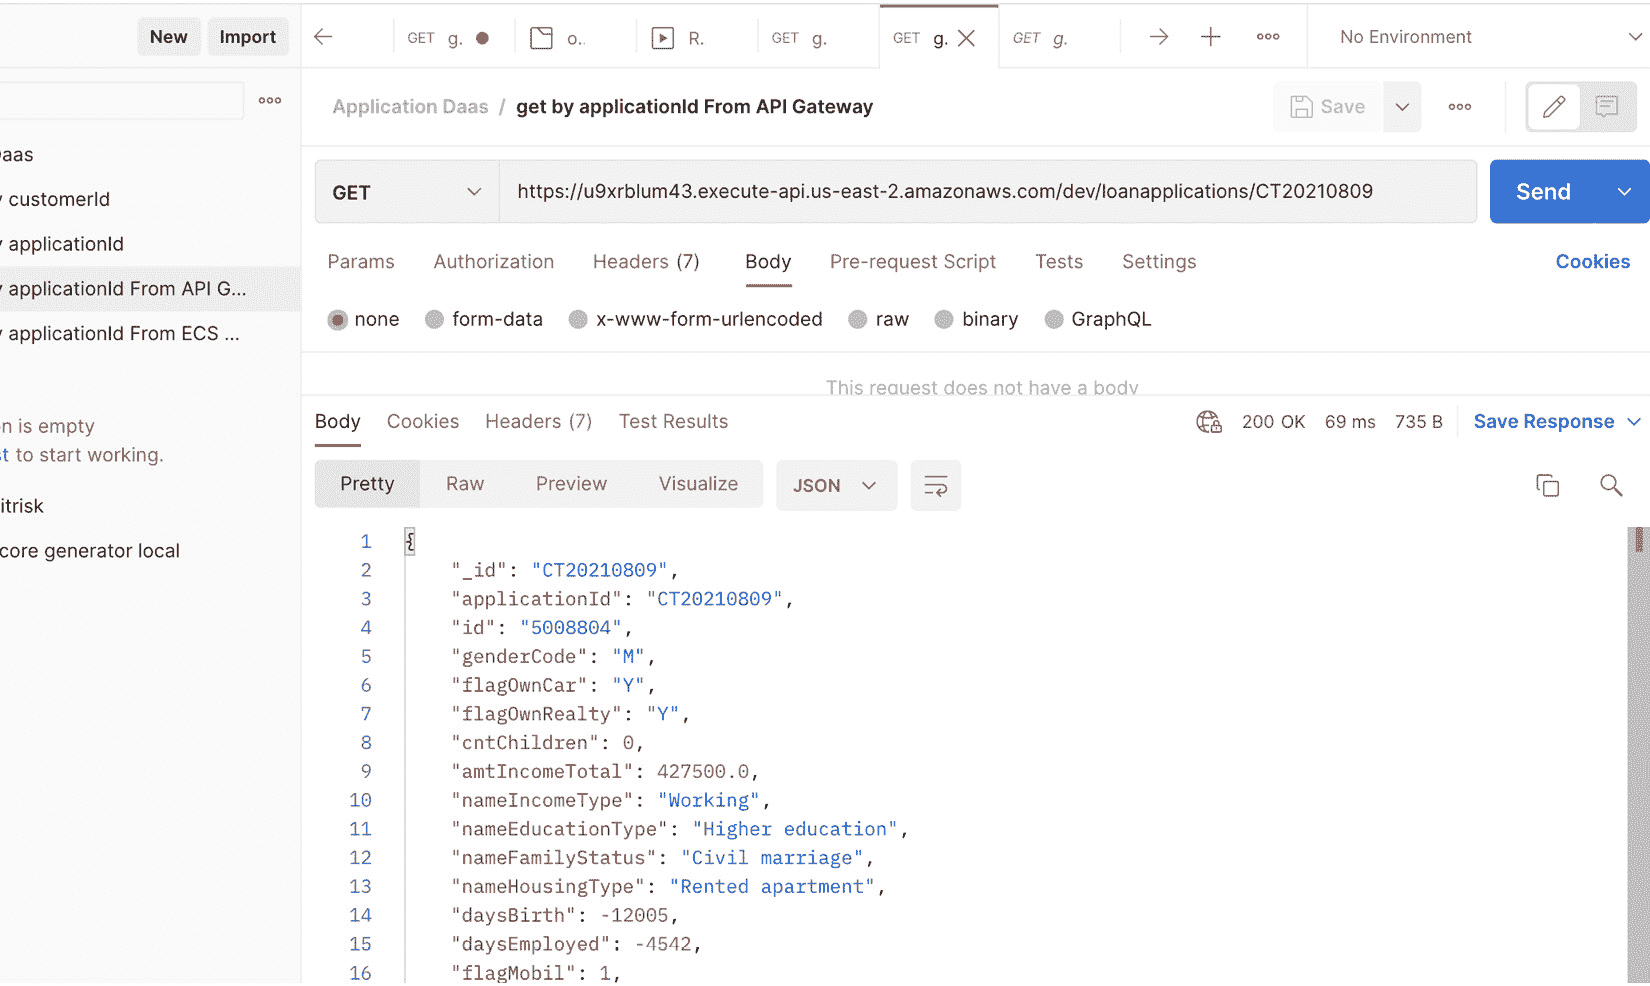 New Import GET g. o.. R. GET g. GET g. GET g. No Environment
Application Daas / get by applicationId From API Gateway Save
aas
y customerId
y applicationId
y applicationId From API G...
y applicationId From ECS ...
n is empty
t to start working.
itrisk
core generator local
GET https://u9xrblum43.execute-api.us-east-2.amazonaws.com/dev/loanapplications/CT20210809 Send
Params Authorization Headers (7) Body Pre-request Script Tests Settings Cookies
none form-data x-www-form-urlencoded raw binary GraphQL
This request does not have a body
Body Cookies Headers (7) Test Results 200 OK 69 ms 735 B Save Response
Pretty Raw Preview Visualize JSON
1 {
2 "_id": "CT20210809",
3 "applicationId": "CT20210809",
4 "id": "5008804",
5 "genderCode": "M",
6 "flagOwnCar": "Y",
7 "flagOwnRealty": "Y",
8 "cntChildren": 0,
9 "amtIncomeTotal": 427500.0,
10 "nameIncomeType": "Working",
11 "nameEducationType": "Higher education",
12 "nameFamilyStatus": "Civil marriage",
13 "nameHousingType": "Rented apartment",
14 "daysBirth": -12005,
15 "daysEmployed": -4542,
16 "flagMobil": 1,